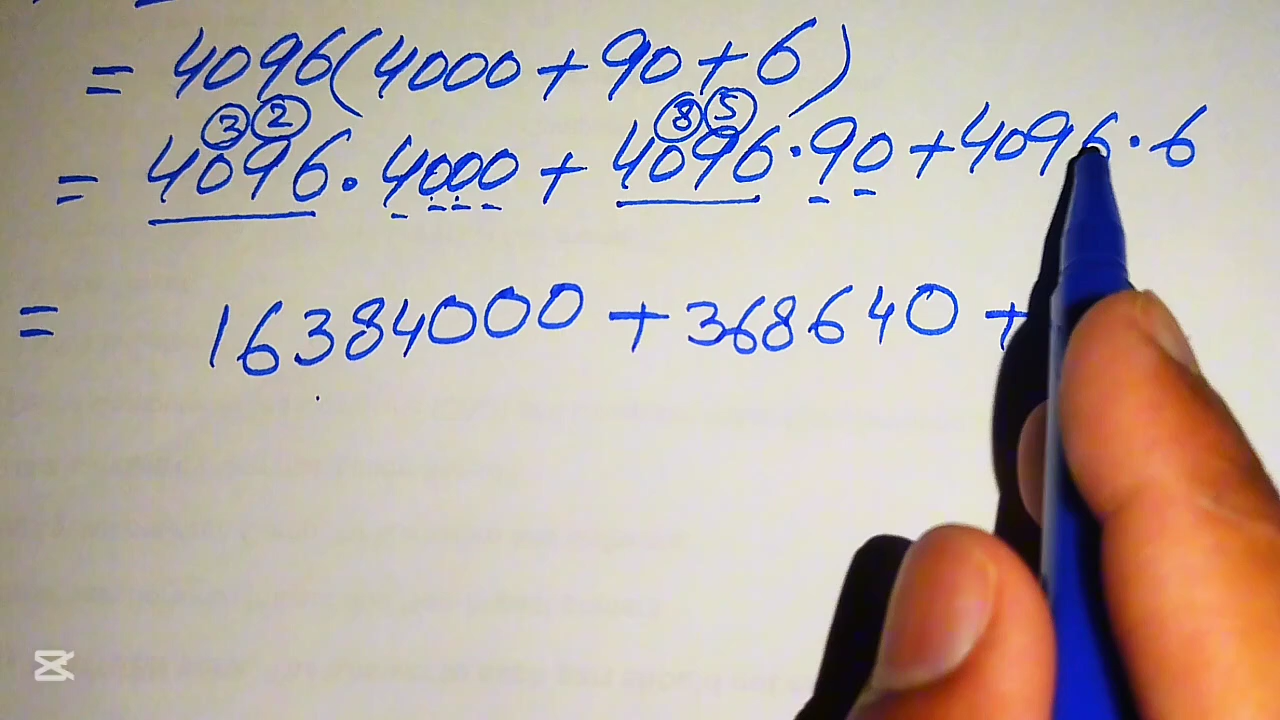 = 4096(4000+90+6)
3 2 8 5
= 4096·4000 + 4096·90 + 4096·6
= 16384000 + 368640 +